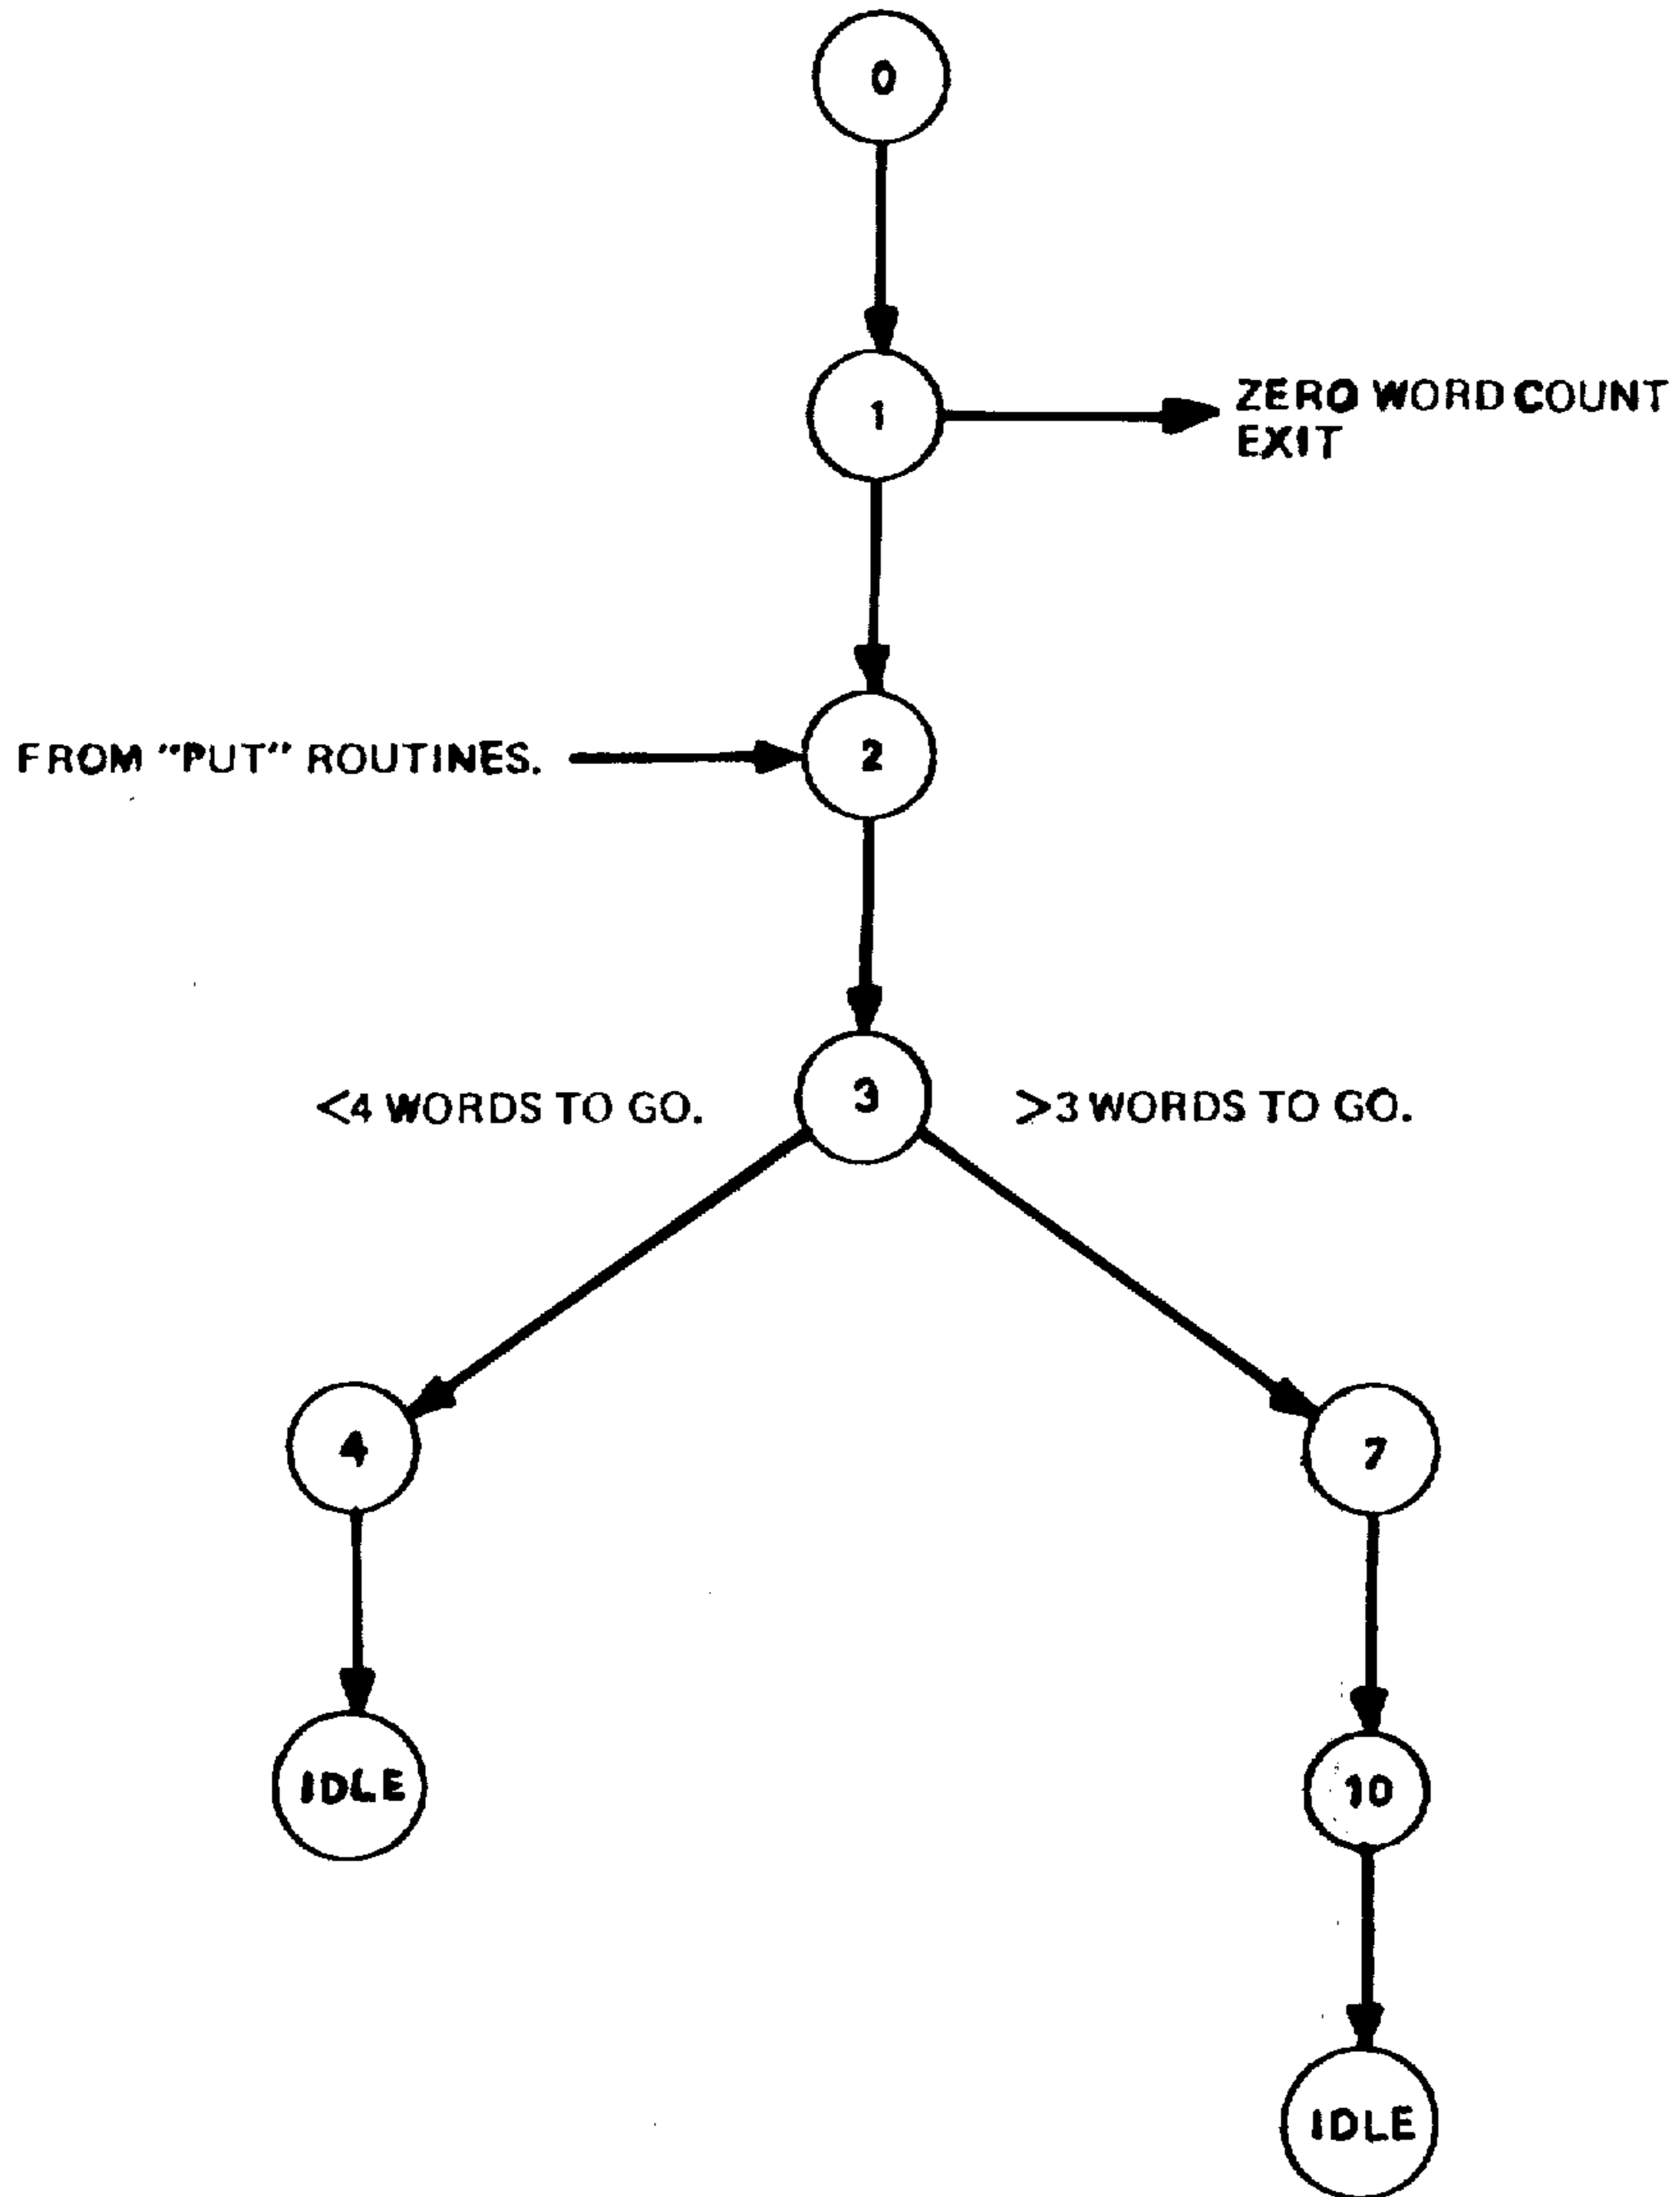 0
1
ZERO WORD COUNT
EXIT
FROM "PUT" ROUTINES.
2
<4 WORDS TO GO.
3
>3 WORDS TO GO.
4
7
IDLE
10
IDLE